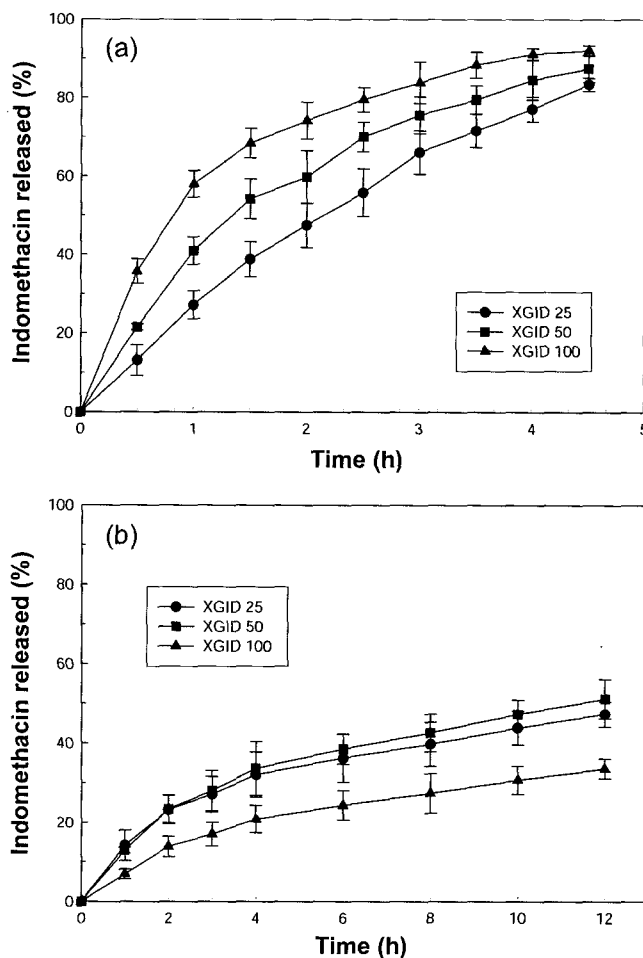 (a)
Indomethacin released (%)
100
80
60
40
20
0
XGID 25
XGID 50
XGID 100
0 1 2 3 4 5
Time (h)
(b)
Indomethacin released (%)
100
80
60
40
20
0
XGID 25
XGID 50
XGID 100
0 2 4 6 8 10 12
Time (h)